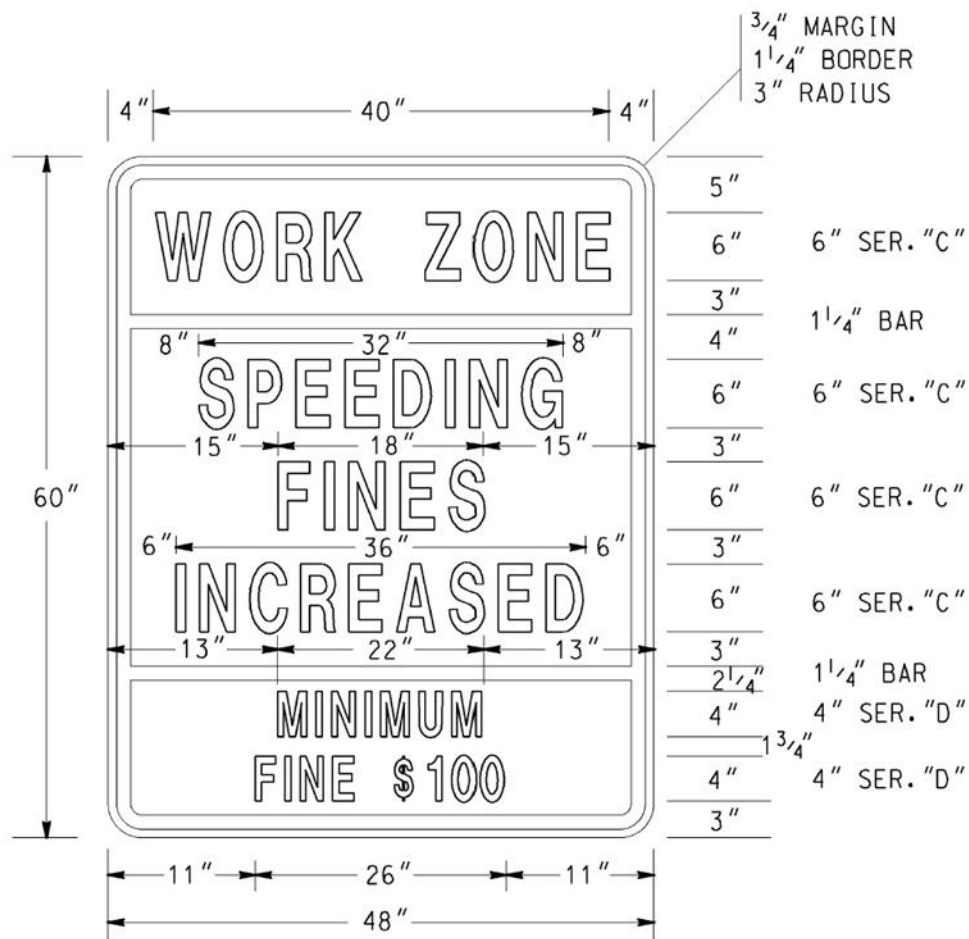 3/4" MARGIN
1 1/4" BORDER
3" RADIUS
4" 40" 4"
5"
WORK ZONE
6" 6" SER. "C"
3"
1 1/4" BAR
8" 32" 8"
4"
SPEEDING
6" 6" SER. "C"
15" 18" 15"
3"
60"
FINES
6" 6" SER. "C"
6" 36" 6"
3"
INCREASED
6" 6" SER. "C"
13" 22" 13"
3"
2 1/4" 1 1/4" BAR
MINIMUM
4" 4" SER. "D"
1 3/4"
FINE $100
4" 4" SER. "D"
3"
11" 26" 11"
48"